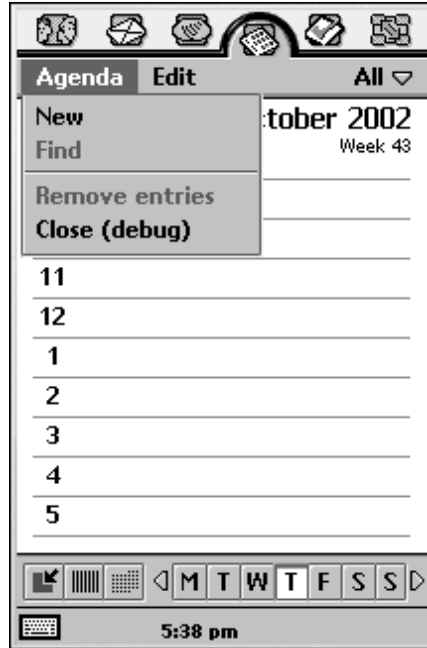 Agenda Edit All
New
Find
Remove entries
Close (debug)
tober 2002
Week 43
11
12
1
2
3
4
5
M T W T F S S
5:38 pm